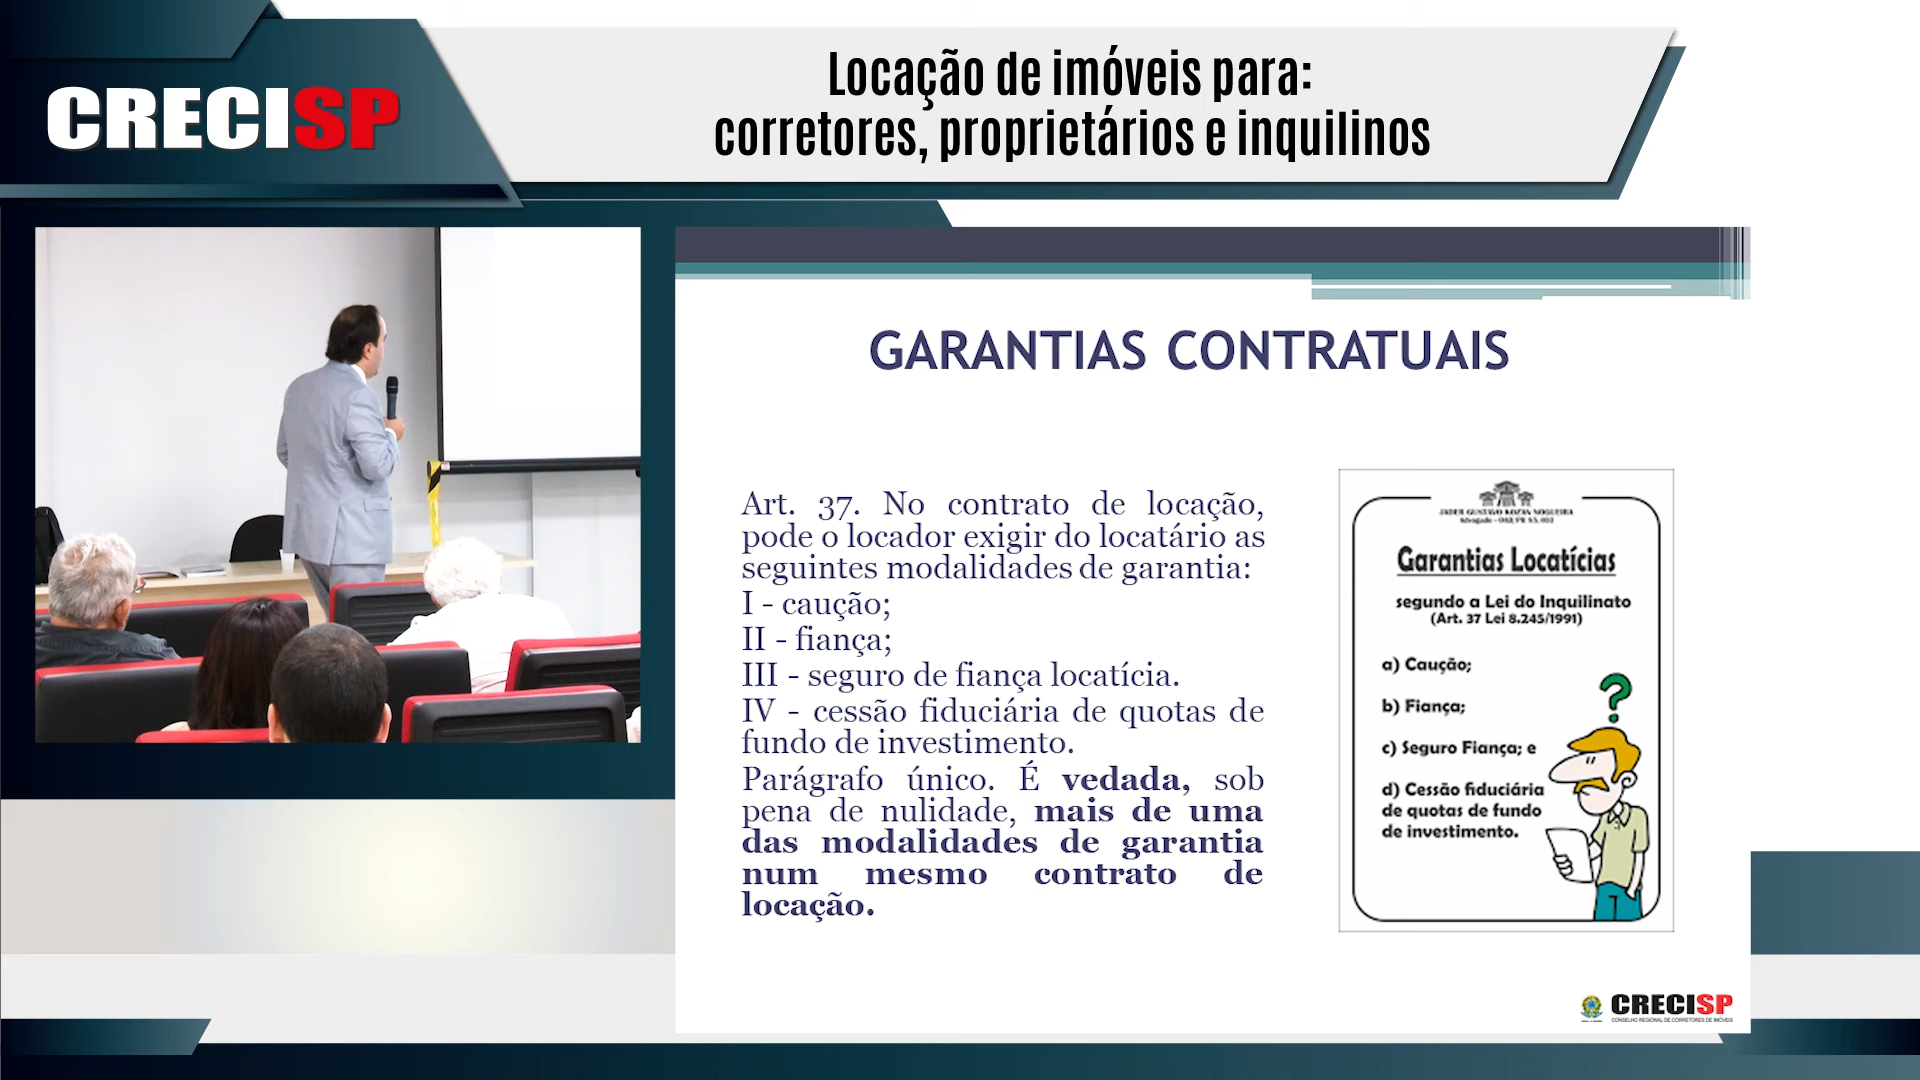 CRECISP
Locação de imóveis para:
corretores, proprietários e inquilinos
GARANTIAS CONTRATUAIS
Art. 37. No contrato de locação,
pode o locador exigir do locatário as
seguintes modalidades de garantia:
I - caução;
II - fiança;
III - seguro de fiança locatícia.
IV - cessão fiduciária de quotas de
fundo de investimento.
Parágrafo único. É vedada, sob
pena de nulidade, mais de uma
das modalidades de garantia
num mesmo contrato de
locação.
JADER GUSTAVO KOZAN NOGUEIRA
Advogado - OAB/PR
Garantias Locatícias
segundo a Lei do Inquilinato
(Art. 37 Lei 8.245/1991)
a) Caução;
b) Fiança;
c) Seguro Fiança; e
d) Cessão fiduciária
de quotas de fundo
de investimento.
?
CRECISP
CONSELHO REGIONAL DE CORRETORES DE IMÓVEIS